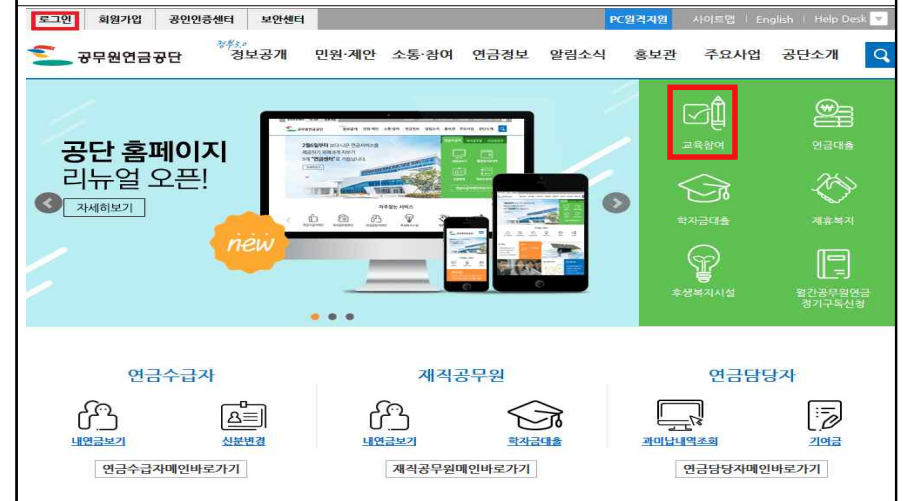 로그인 회원가입 공인인증센터 보안센터 PC원격지원 사이트맵 | English | Help Desk
공무원연금공단 정부3.0 정보공개 민원·제안 소통·참여 연금정보 알림소식 홍보관 주요사업 공단소개
공단 홈페이지
리뉴얼 오픈!
자세히보기
new
교육참여 연금대출
학자금대출 제휴복지
후생복지시설 월간공무원연금
정기구독신청
연금수급자 재직공무원 연금담당자
내연금보기 신분변경 내연금보기 학자금대출 과미납내역조회 기여금
연금수급자메인바로가기 재직공무원메인바로가기 연금담당자메인바로가기